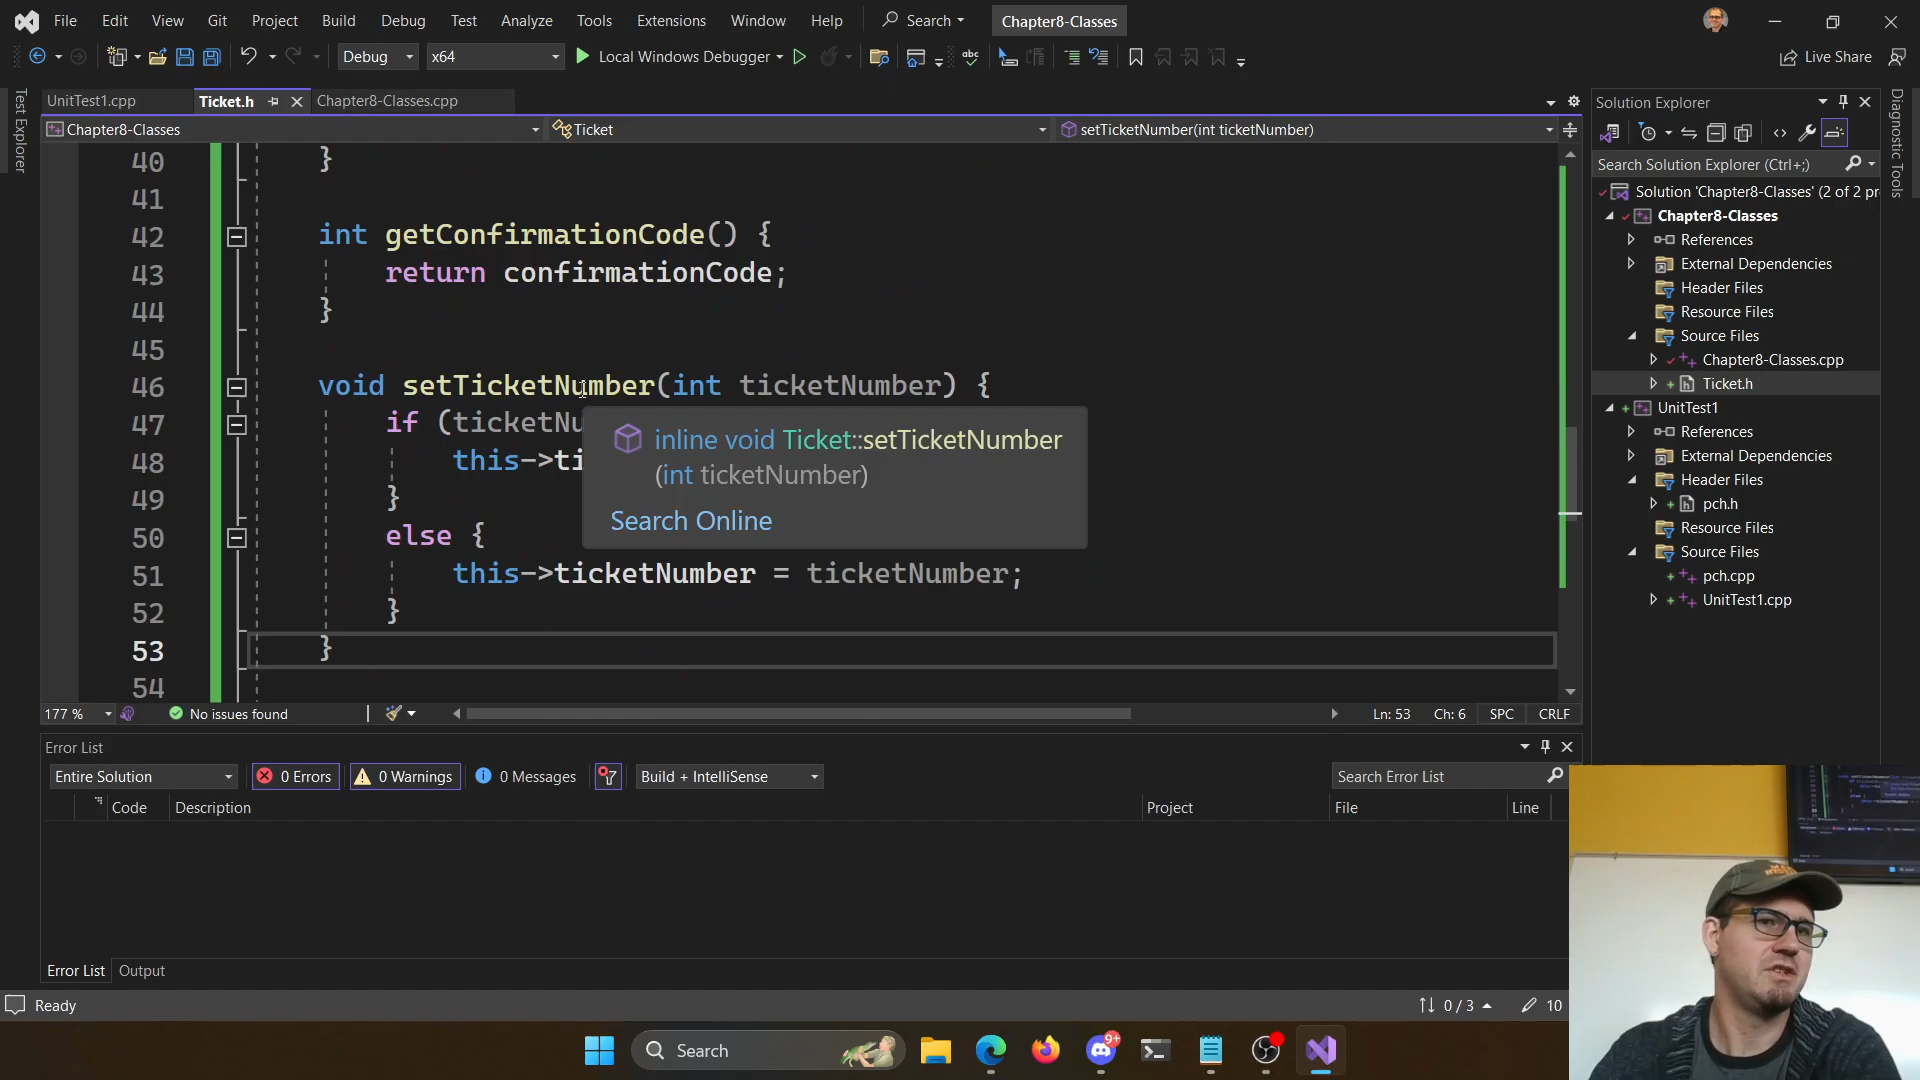 File Edit View Git Project Build Debug Test Analyze Tools Extensions Window Help Search Chapter8-Classes
Debug x64 Local Windows Debugger Live Share
Test Explorer
UnitTest1.cpp Ticket.h Chapter8-Classes.cpp
Chapter8-Classes Ticket setTicketNumber(int ticketNumber)
40 }
41
42 int getConfirmationCode() {
43 return confirmationCode;
44 }
45
46 void setTicketNumber(int ticketNumber) {
47 if (ticketNu
48 this->ti
49 }
50 else {
51 this->ticketNumber = ticketNumber;
52 }
53 }
54
inline void Ticket::setTicketNumber
(int ticketNumber)
Search Online
177 % No issues found Ln: 53 Ch: 6 SPC CRLF
Error List
Entire Solution 0 Errors 0 Warnings 0 Messages Build + IntelliSense Search Error List
Code Description Project File Line
Error List Output
Solution Explorer
Search Solution Explorer (Ctrl+;)
Solution 'Chapter8-Classes' (2 of 2 pr
Chapter8-Classes
References
External Dependencies
Header Files
Resource Files
Source Files
Chapter8-Classes.cpp
Ticket.h
UnitTest1
References
External Dependencies
Header Files
pch.h
Resource Files
Source Files
pch.cpp
UnitTest1.cpp
Diagnostic Tools
Ready 0 / 3 10
Search 9+